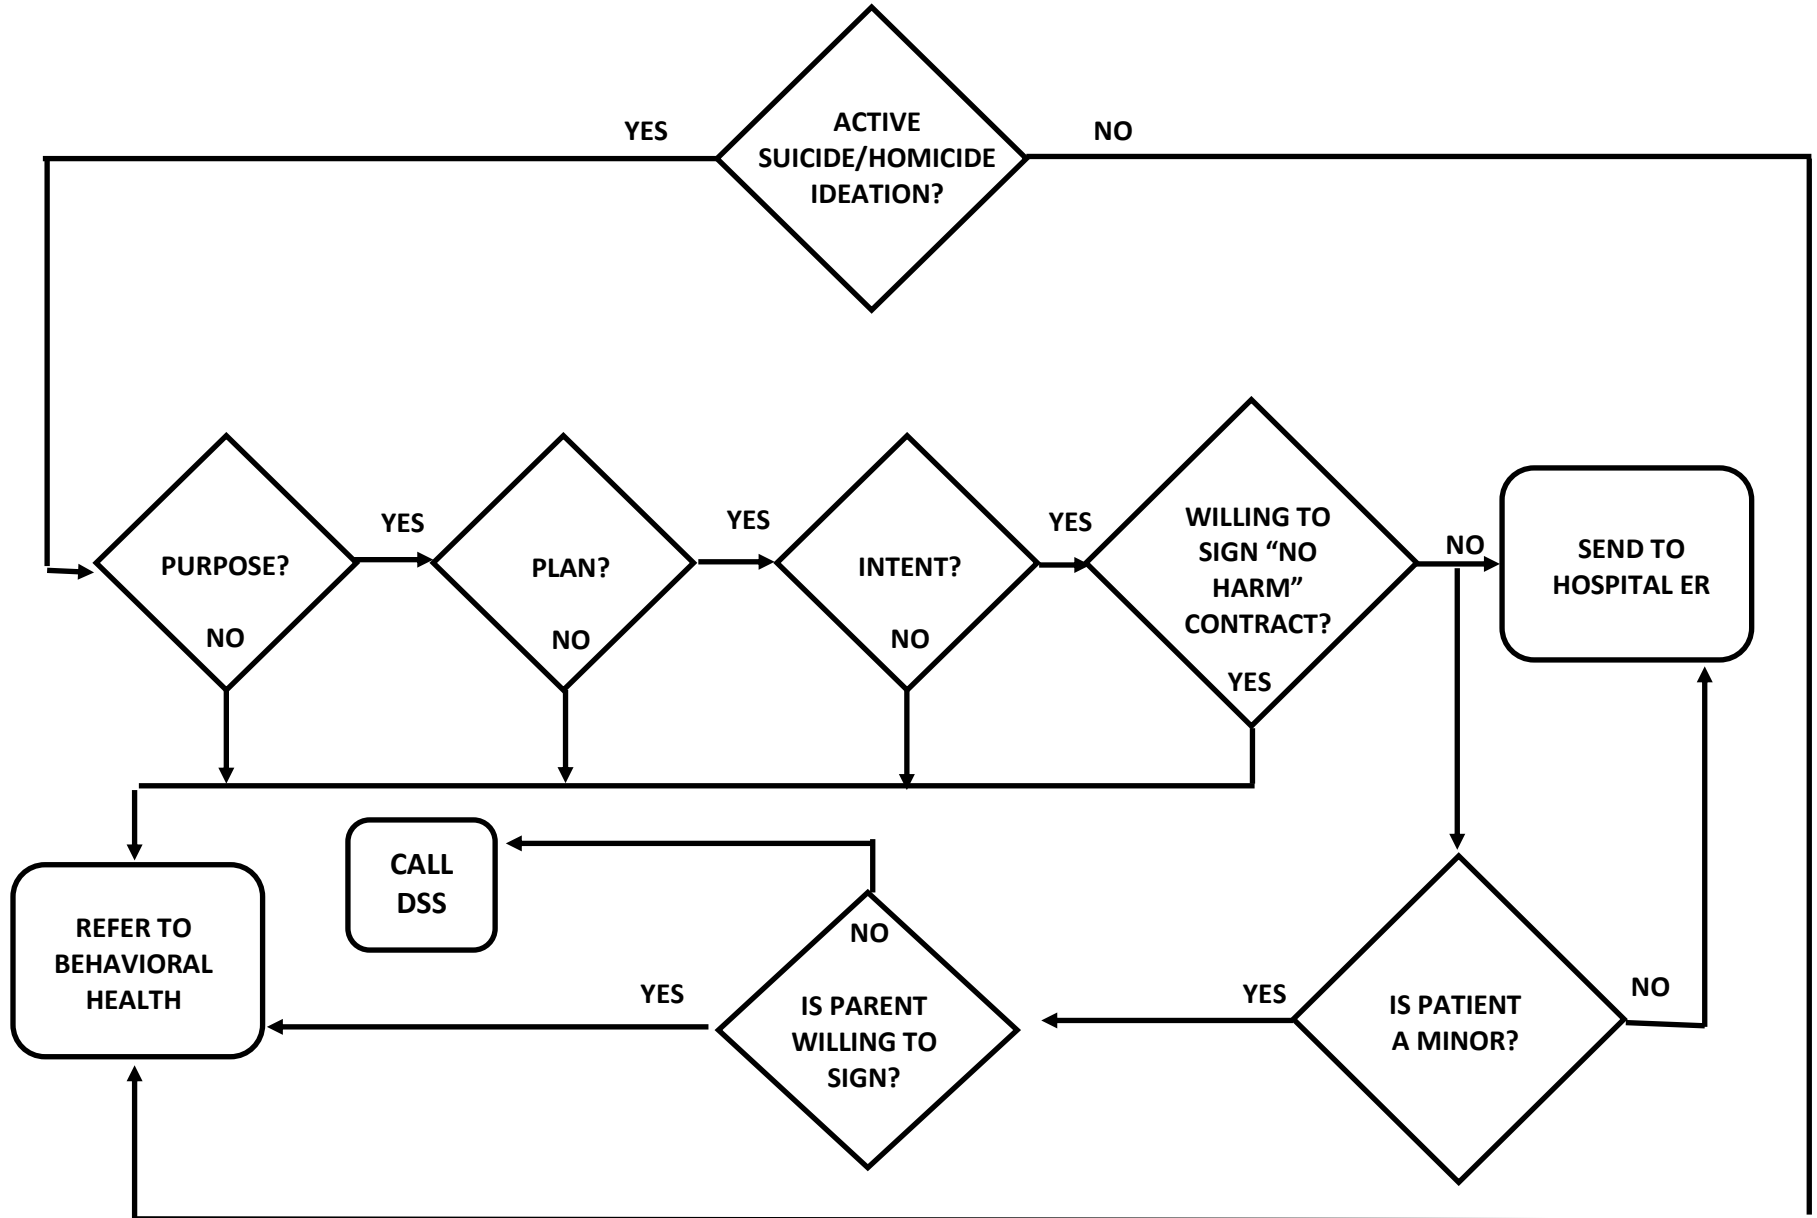 YES
ACTIVE
SUICIDE/HOMICIDE
IDEATION?
NO
PURPOSE?
NO
YES
PLAN?
NO
YES
INTENT?
NO
YES
WILLING TO
SIGN “NO
HARM”
CONTRACT?
YES
NO
SEND TO
HOSPITAL ER
REFER TO
BEHAVIORAL
HEALTH
CALL
DSS
YES
NO
IS PARENT
WILLING TO
SIGN?
YES
IS PATIENT
A MINOR?
NO